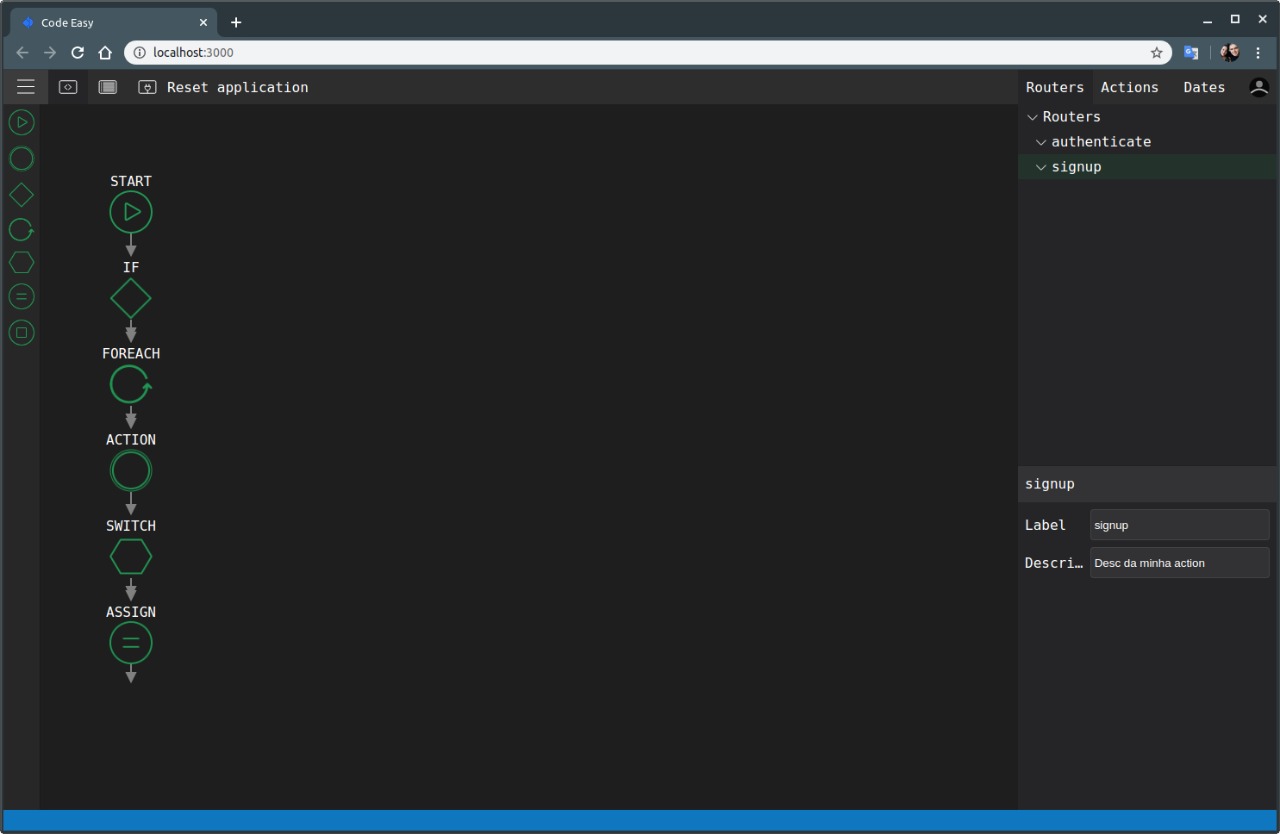 Code Easy
localhost:3000
Reset application
Routers Actions Dates
Routers
authenticate
signup
START
IF
FOREACH
ACTION
SWITCH
ASSIGN
signup
Label signup
Descri… Desc da minha action